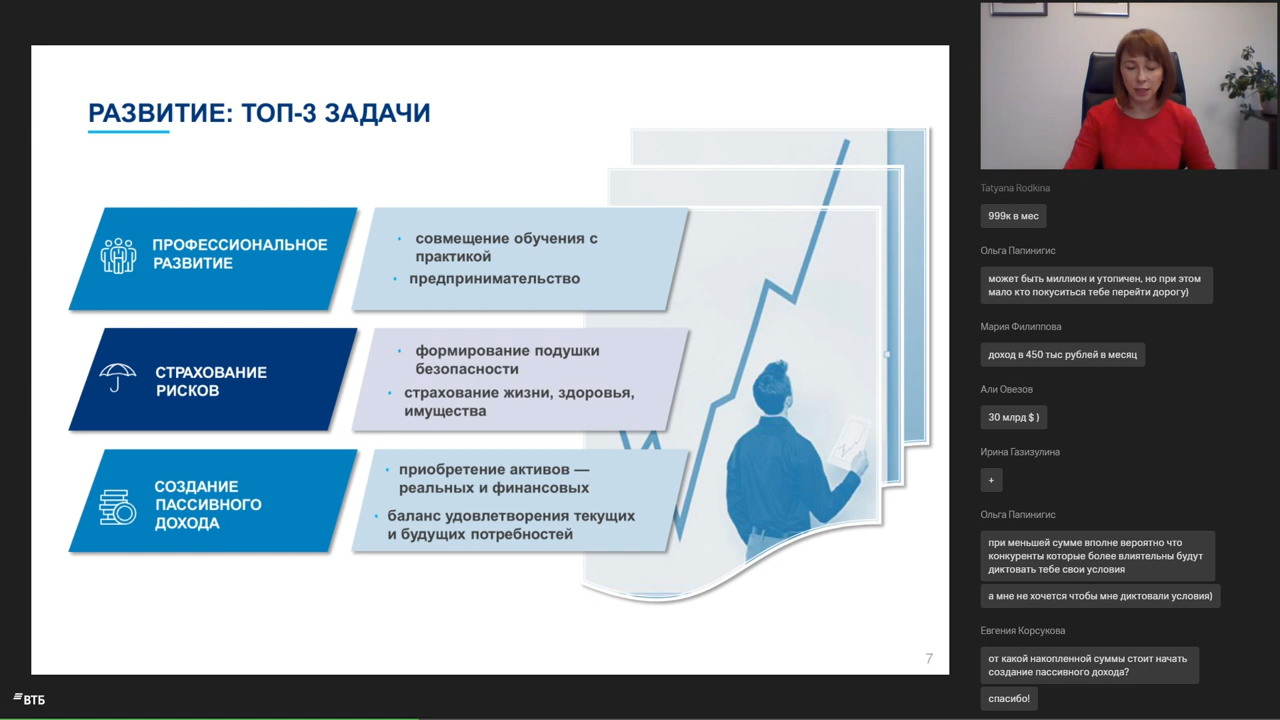 РАЗВИТИЕ: ТОП-3 ЗАДАЧИ
ПРОФЕССИОНАЛЬНОЕ
РАЗВИТИЕ
• совмещение обучения с
практикой
• предпринимательство
СТРАХОВАНИЕ
РИСКОВ
• формирование подушки
безопасности
• страхование жизни, здоровья,
имущества
СОЗДАНИЕ
ПАССИВНОГО
ДОХОДА
• приобретение активов —
реальных и финансовых
• баланс удовлетворения текущих
и будущих потребностей
7
ВТБ
Tatyana Rodkina
999к в мес
Ольга Папинигис
может быть миллион и утопичен, но при этом
мало кто покуситься тебе перейти дорогу)
Мария Филиппова
доход в 450 тыс рублей в месяц
Али Овезов
30 млрд $ )
Ирина Газизулина
+
Ольга Папинигис
при меньшей сумме вполне вероятно что
конкуренты которые более влиятельны будут
диктовать тебе свои условия
а мне не хочется чтобы мне диктовали условия)
Евгения Корсукова
от какой накопленной суммы стоит начать
создание пассивного дохода?
спасибо!